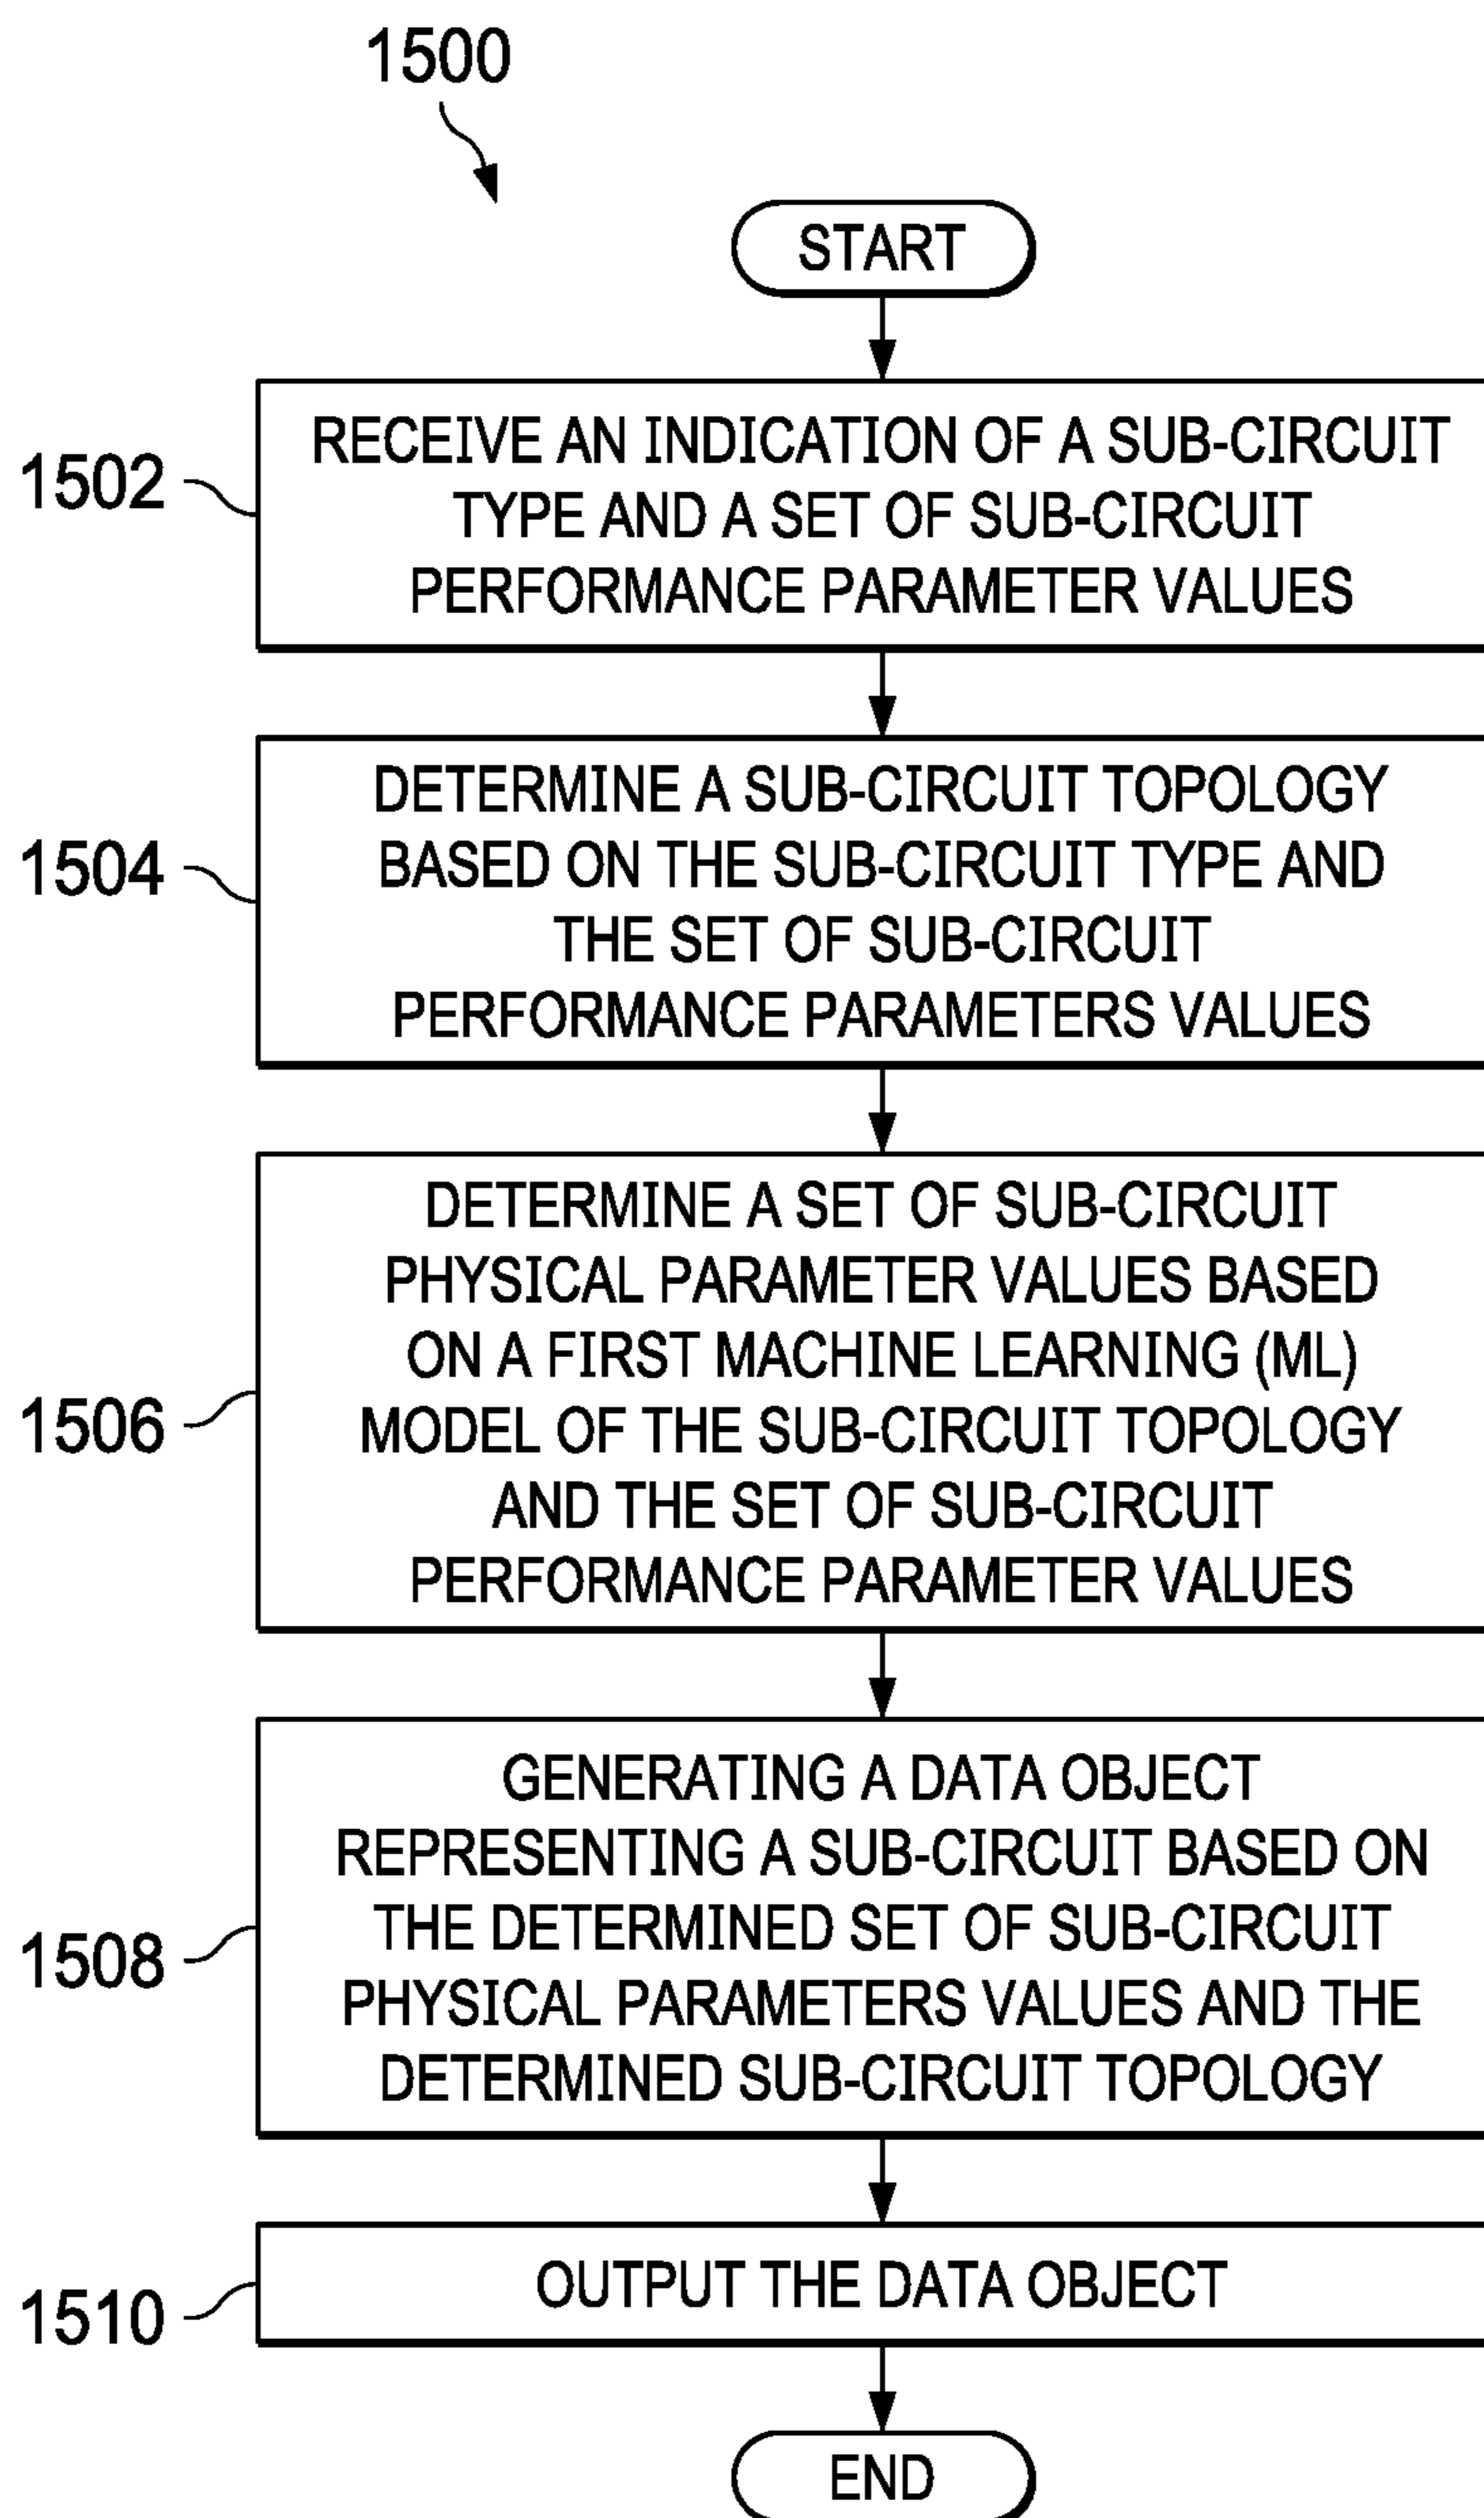 1500
START
1502
RECEIVE AN INDICATION OF A SUB-CIRCUIT
TYPE AND A SET OF SUB-CIRCUIT
PERFORMANCE PARAMETER VALUES
1504
DETERMINE A SUB-CIRCUIT TOPOLOGY
BASED ON THE SUB-CIRCUIT TYPE AND
THE SET OF SUB-CIRCUIT
PERFORMANCE PARAMETERS VALUES
1506
DETERMINE A SET OF SUB-CIRCUIT
PHYSICAL PARAMETER VALUES BASED
ON A FIRST MACHINE LEARNING (ML)
MODEL OF THE SUB-CIRCUIT TOPOLOGY
AND THE SET OF SUB-CIRCUIT
PERFORMANCE PARAMETER VALUES
1508
GENERATING A DATA OBJECT
REPRESENTING A SUB-CIRCUIT BASED ON
THE DETERMINED SET OF SUB-CIRCUIT
PHYSICAL PARAMETERS VALUES AND THE
DETERMINED SUB-CIRCUIT TOPOLOGY
1510
OUTPUT THE DATA OBJECT
END